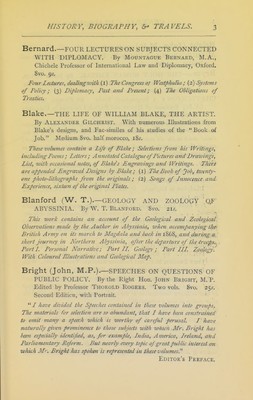 HISTORY, BIOGRAPHY, & TRAVELS. 3
Bernard.—FOUR LECTURES ON SUBJECTS CONNECTED
WITH DIPLOMACY. By MOUNTAGUE BERNARD, M.A.,
Chichele Professor of International Law and Diplomacy, Oxford.
8vo. 9s.
Four Lectures, dealing with (1) The Congress of Westphalia; (2) Systems
of Policy; (3) Diplomacy, Past and Present; (4) The Obligations of
Treaties.
Blake.—THE LIFE OF WILLIAM BLAKE, THE ARTIST.
By ALEXANDER GILCHRIST. With numerous Illustrations from
Blake's designs, and Fac-similes of his studies of the "Book of
Job." Medium 8vo. half morocco, 18s.
These volumes contain a Life of Blake; Selections from his Writings,
including Poems; Letters; Annotated Catalogue of Pictures and Drawings,
List, with occasional notes, of Blake's Engravings and Writings. There
are appended Engraved Designs by Blake; (1) The Book of Job, twenty-
one photo-lithographs from the originals; (2) Songs of Innocence and
Experience, sixteen of the original Plates.
Blanford (W. T.).—GEOLOGY AND ZOOLOGY OF
ABYSSINIA. By W. T. BLANFORD. 8vo. 21s.
This work contains an account of the Geological and Zoological
Observations made by the Author in Abyssinia, when accompanying the
British Army on its march to Magdala and back in 1868, and during a
short journey in Northern Abyssinia, after the departure of the troops.
Part I. Personal Narrative; Part II. Geology; Part III. Zoology.
With Coloured Illustrations and Geological Map.
Bright (John, M.P.).—SPEECHES ON QUESTIONS OF
PUBLIC POLICY. By the Right Hon. JOHN BRIGHT, M.P.
Edited by Professor THOROLD ROGERS. Two vols. 8vo. 25s.
Second Edition, with Portrait.
"I have divided the Speeches contained in these volumes into groups.
The materials for selection are so abundant, that I have been constrained
to omit many a speech which is worthy of careful perusal. I have
naturally given prominence to those subjects with which Mr. Bright has
been especially identified, as, for example, India, America, Ireland, and
Parliamentary Reform. But nearly every topic of great public interest on
which Mr. Bright has spoken is represented in these volumes."
EDITOR'S PREFACE.